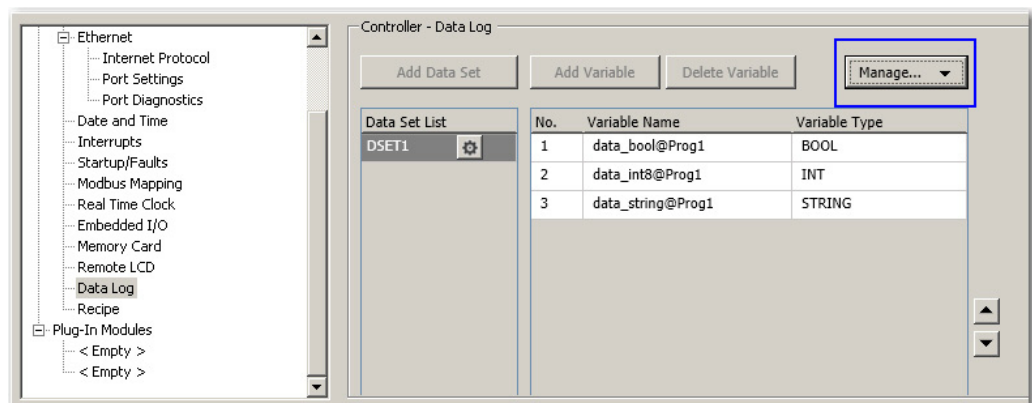 Ethernet
Internet Protocol
Port Settings
Port Diagnostics
Date and Time
Interrupts
Startup/Faults
Modbus Mapping
Real Time Clock
Embedded I/O
Memory Card
Remote LCD
Data Log
Recipe
Plug-In Modules
< Empty >
< Empty >
Controller - Data Log
Add Data Set
Add Variable
Delete Variable
Manage...
Data Set List
DSET1
No. Variable Name Variable Type
1 data_bool@Prog1 BOOL
2 data_int8@Prog1 INT
3 data_string@Prog1 STRING